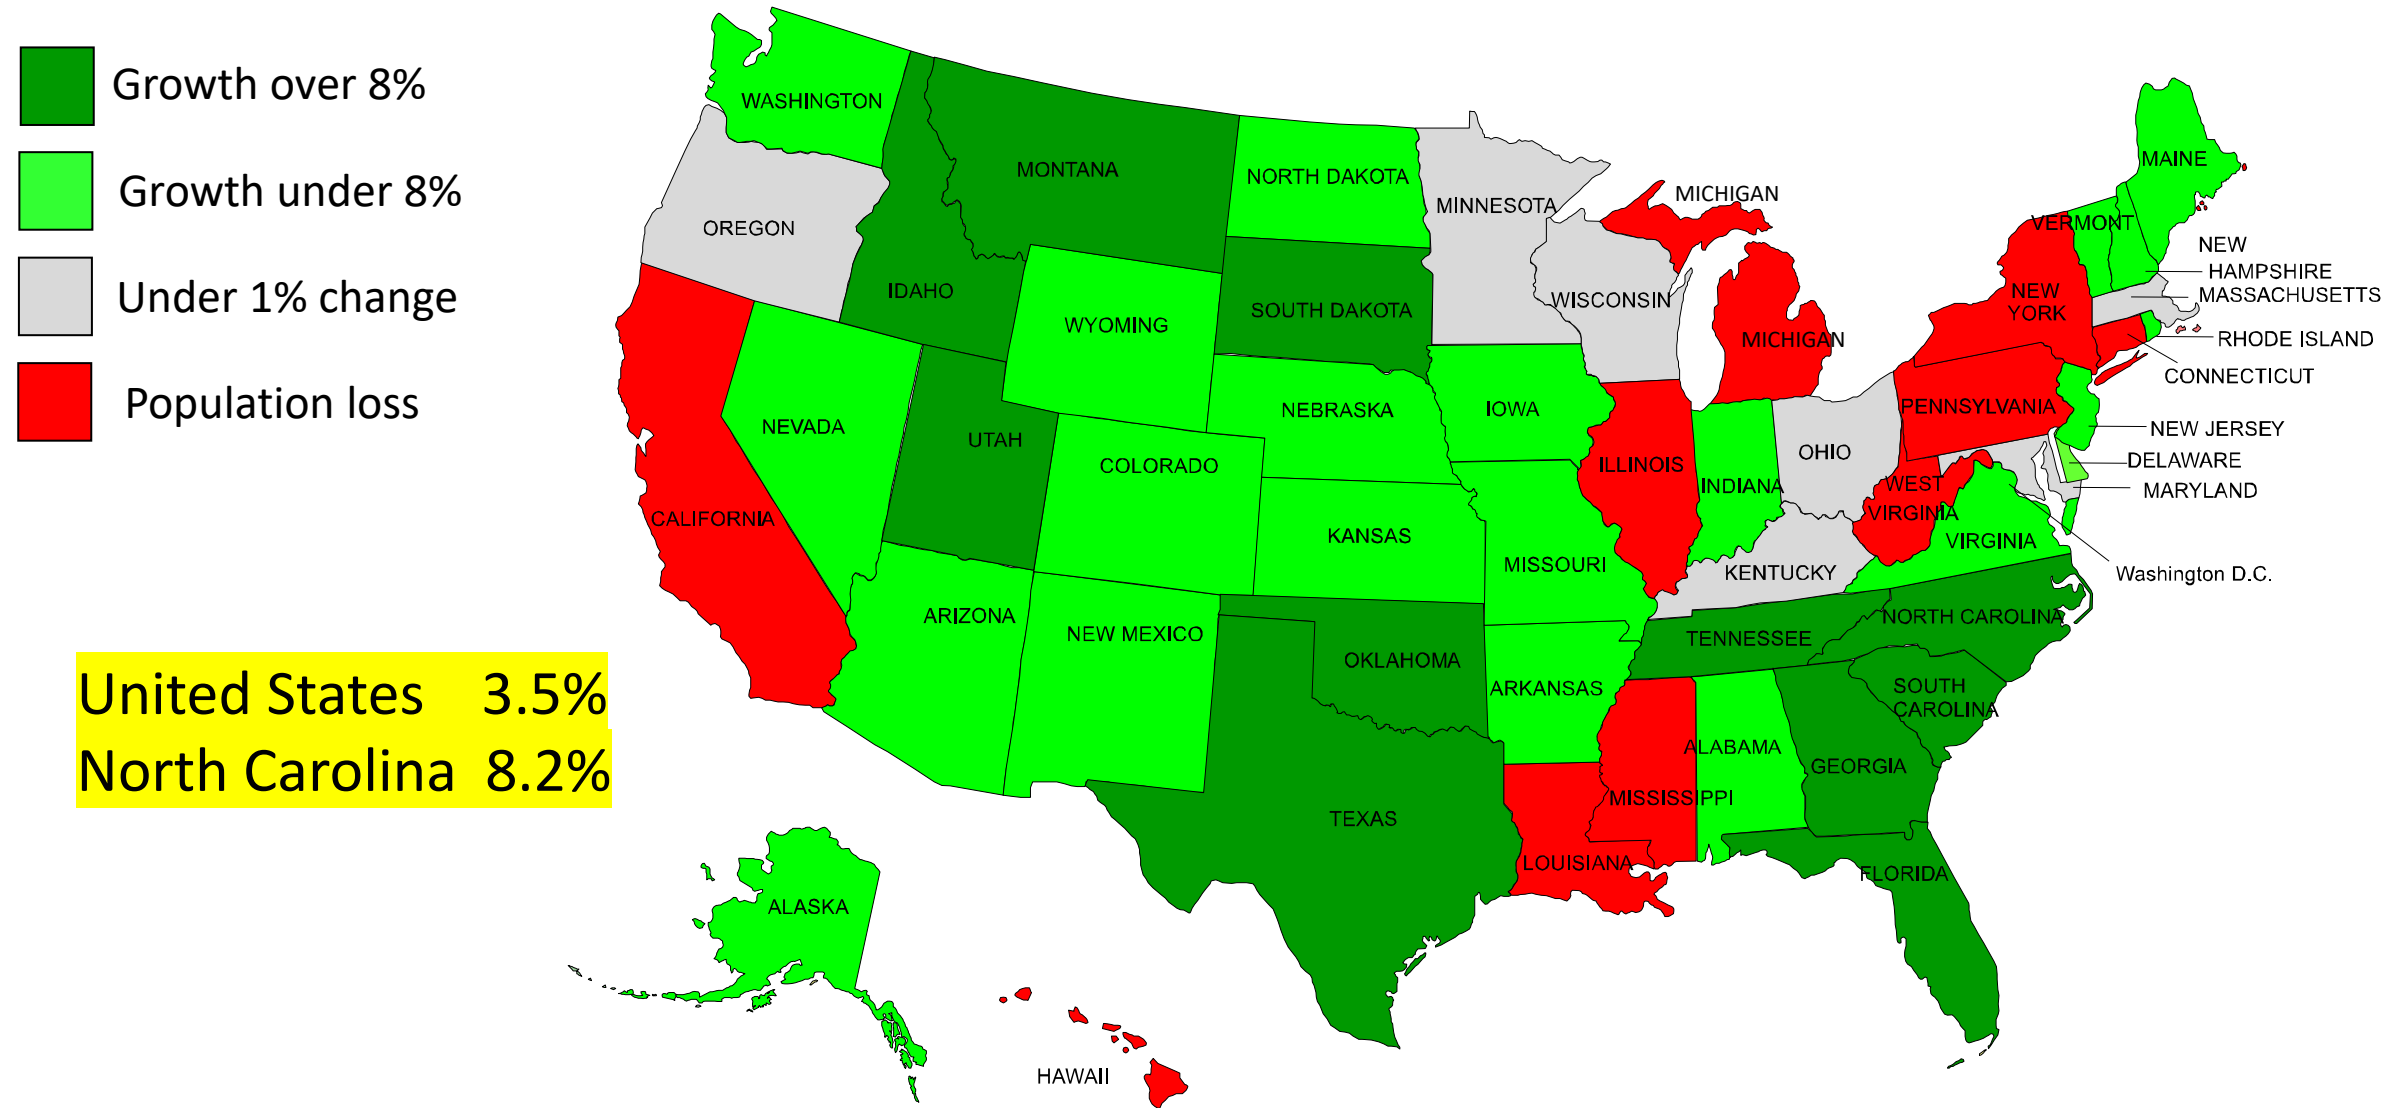 Growth over 8%
Growth under 8%
Under 1% change
Population loss
United States 3.5%
North Carolina 8.2%
WASHINGTON
OREGON
MONTANA
IDAHO
WYOMING
NORTH DAKOTA
SOUTH DAKOTA
MINNESOTA
WISCONSIN
MICHIGAN
MICHIGAN
MAINE
VERMONT
NEW
HAMPSHIRE
MASSACHUSETTS
NEW
YORK
RHODE ISLAND
CONNECTICUT
PENNSYLVANIA
NEW JERSEY
DELAWARE
MARYLAND
Washington D.C.
CALIFORNIA
NEVADA
UTAH
COLORADO
NEBRASKA
IOWA
KANSAS
MISSOURI
ILLINOIS
INDIANA
OHIO
WEST
VIRGINIA
VIRGINIA
KENTUCKY
ARIZONA
NEW MEXICO
OKLAHOMA
ARKANSAS
TENNESSEE
NORTH CAROLINA
SOUTH
CAROLINA
TEXAS
LOUISIANA
MISSISSIPPI
ALABAMA
GEORGIA
FLORIDA
ALASKA
HAWAII